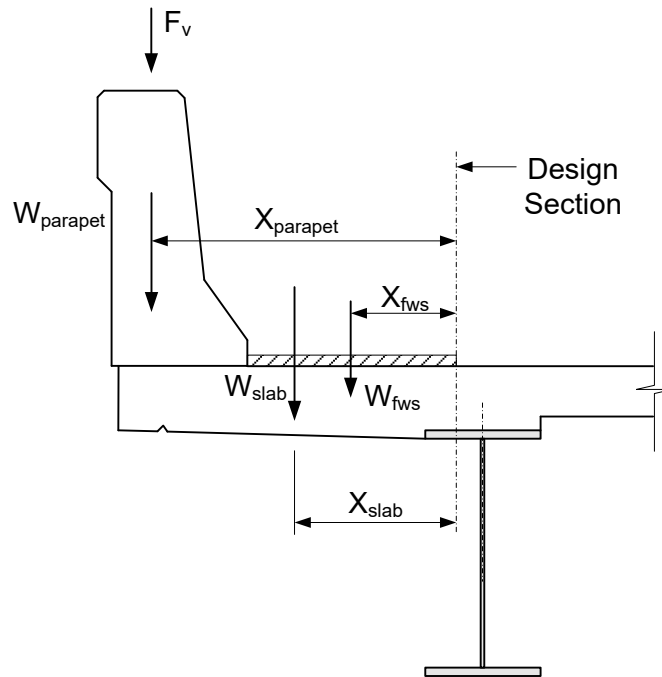 F_v
Design
Section
W_parapet
X_parapet
X_fws
W_slab
W_fws
X_slab